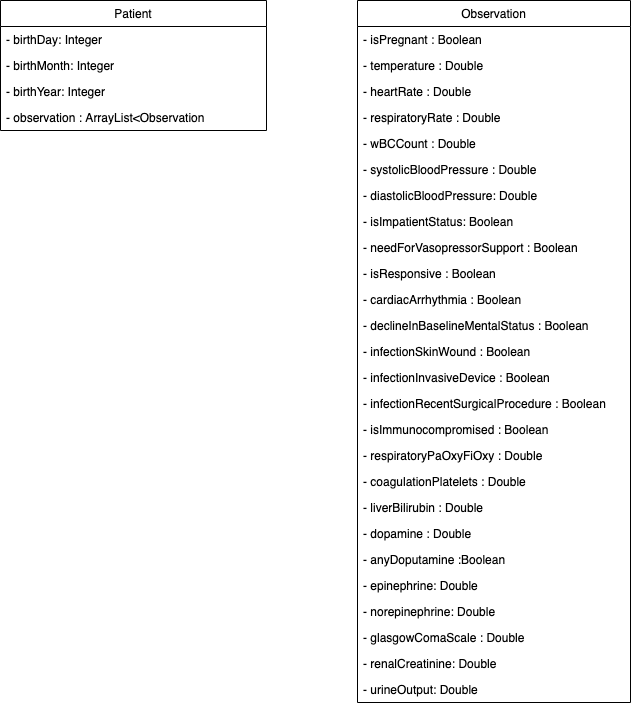 Patient
- birthDay: Integer
- birthMonth: Integer
- birthYear: Integer
- observation : ArrayList<Observation
Observation
- isPregnant : Boolean
- temperature : Double
- heartRate : Double
- respiratoryRate : Double
- wBCCount : Double
- systolicBloodPressure : Double
- diastolicBloodPressure: Double
- isImpatientStatus: Boolean
- needForVasopressorSupport : Boolean
- isResponsive : Boolean
- cardiacArrhythmia : Boolean
- declineInBaselineMentalStatus : Boolean
- infectionSkinWound : Boolean
- infectionInvasiveDevice : Boolean
- infectionRecentSurgicalProcedure : Boolean
- isImmunocompromised : Boolean
- respiratoryPaOxyFiOxy : Double
- coagulationPlatelets : Double
- liverBilirubin : Double
- dopamine : Double
- anyDoputamine :Boolean
- epinephrine: Double
- norepinephrine: Double
- glasgowComaScale : Double
- renalCreatinine: Double
- urineOutput: Double